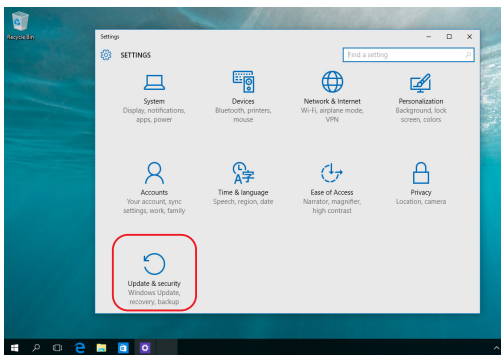 Recycle Bin
Settings
SETTINGS
Find a setting
System
Display, notifications,
apps, power
Devices
Bluetooth, printers,
mouse
Network & Internet
Wi-Fi, airplane mode,
VPN
Personalization
Background, lock
screen, colors
Accounts
Your account, sync
settings, work, family
Time & language
Speech, region, date
Ease of Access
Narrator, magnifier,
high contrast
Privacy
Location, camera
Update & security
Windows Update,
recovery, backup